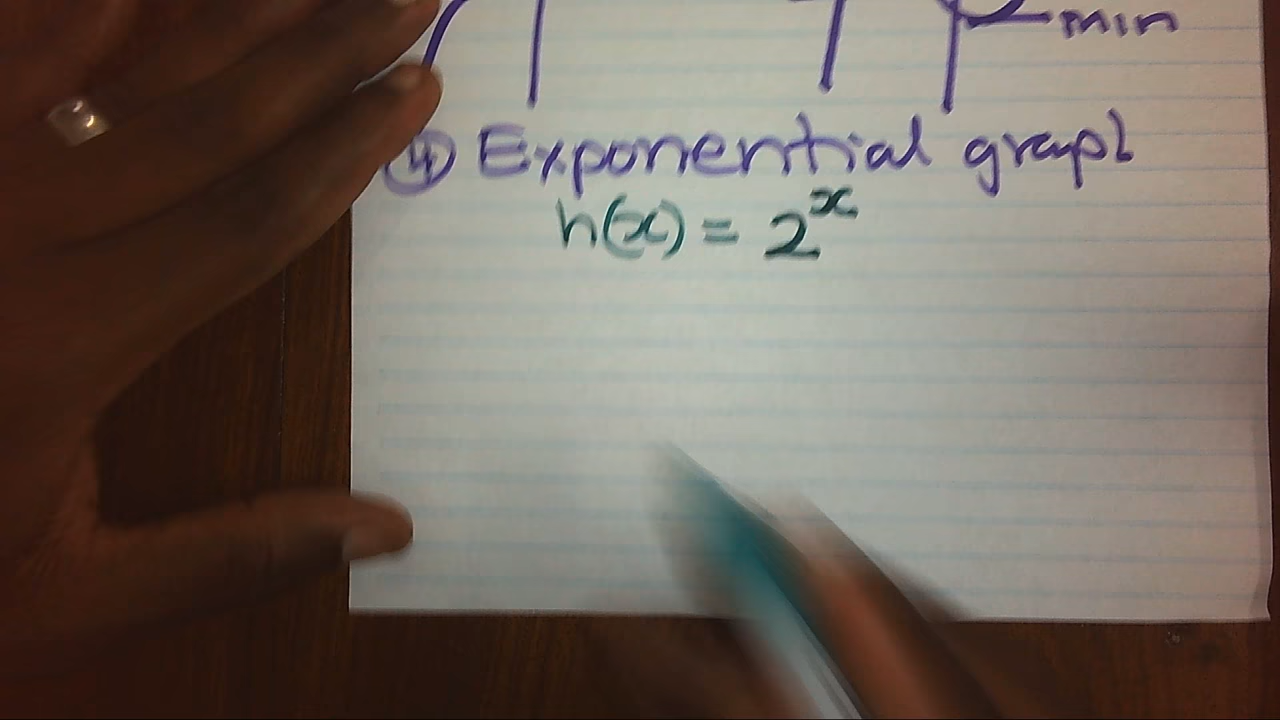 min
④ Exponential graph
h(x) = 2^x